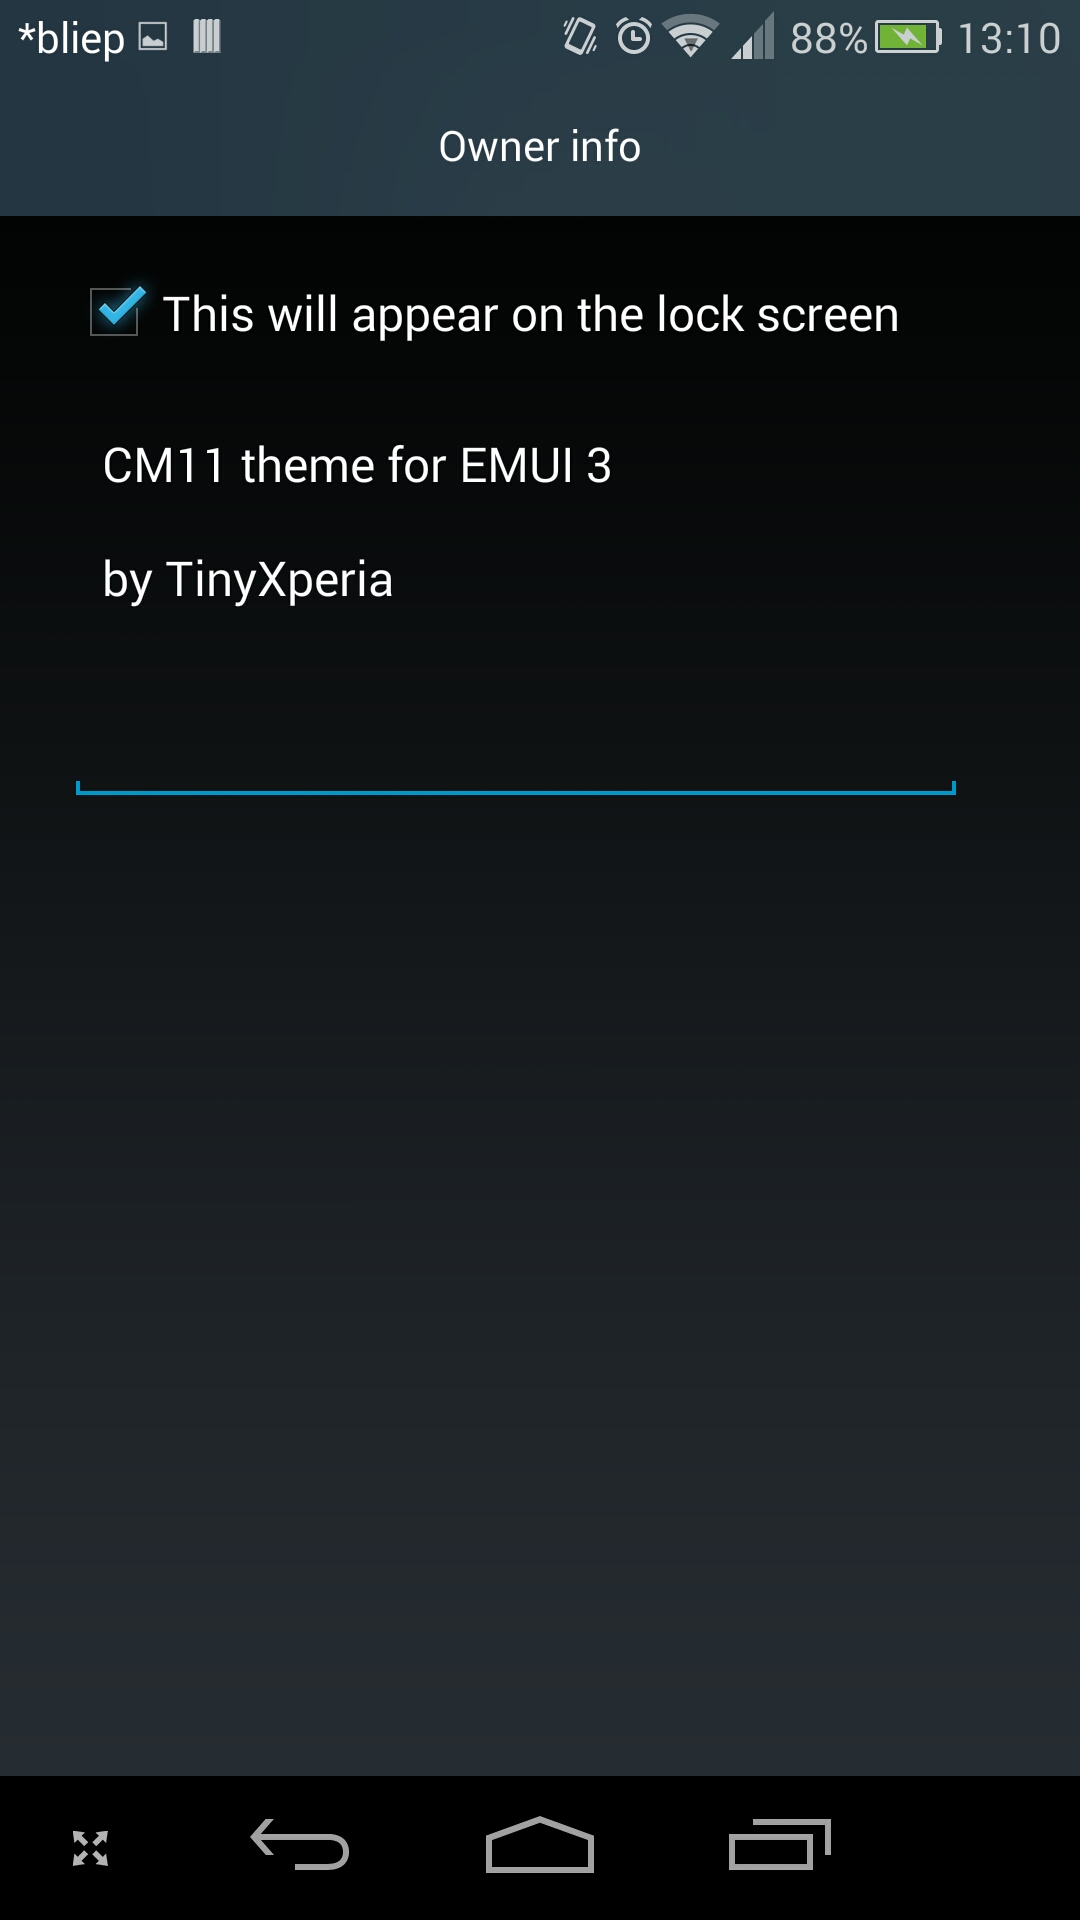 *bliep 88% 13:10
Owner info
This will appear on the lock screen
CM11 theme for EMUI 3
by TinyXperia